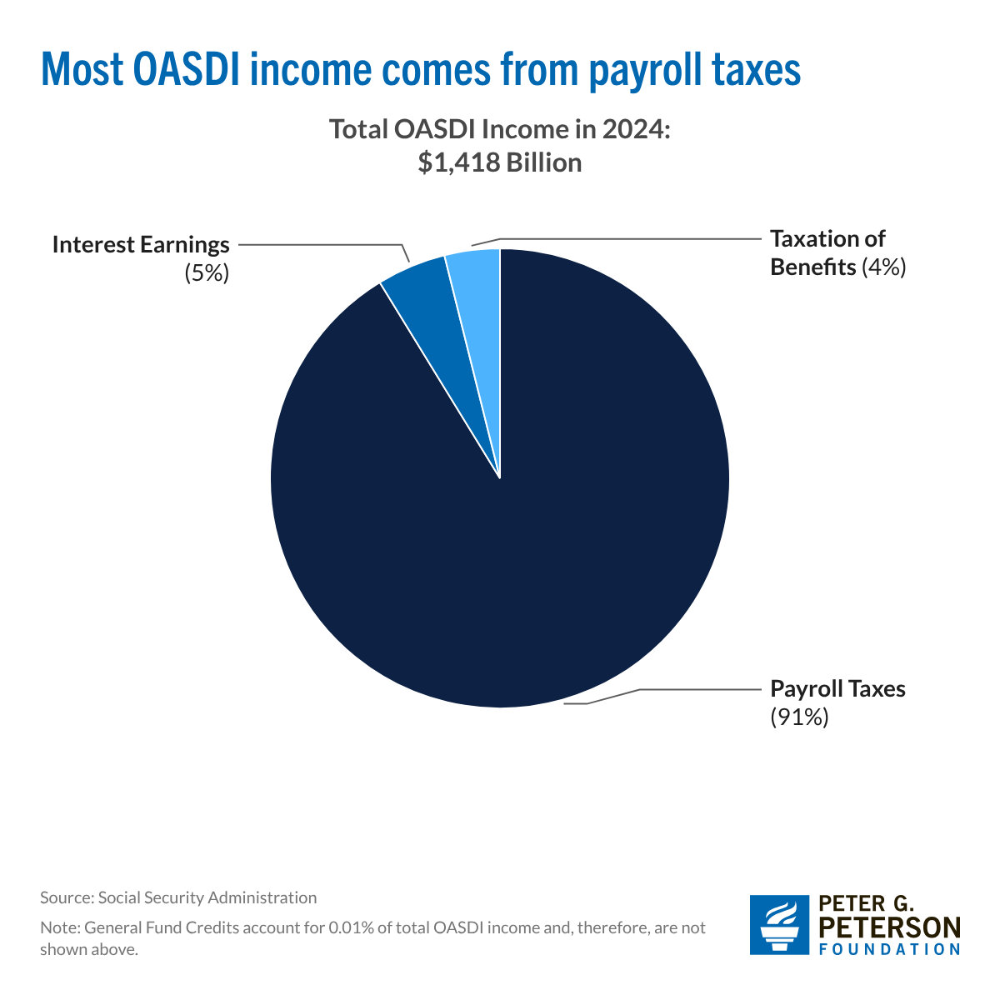 Most OASDI income comes from payroll taxes
Total OASDI Income in 2024:
$1,418 Billion
Interest Earnings
(5%)
Taxation of
Benefits (4%)
Payroll Taxes
(91%)
Source: Social Security Administration
Note: General Fund Credits account for 0.01% of total OASDI income and, therefore, are not
shown above.
PETER G.
PETERSON
FOUNDATION